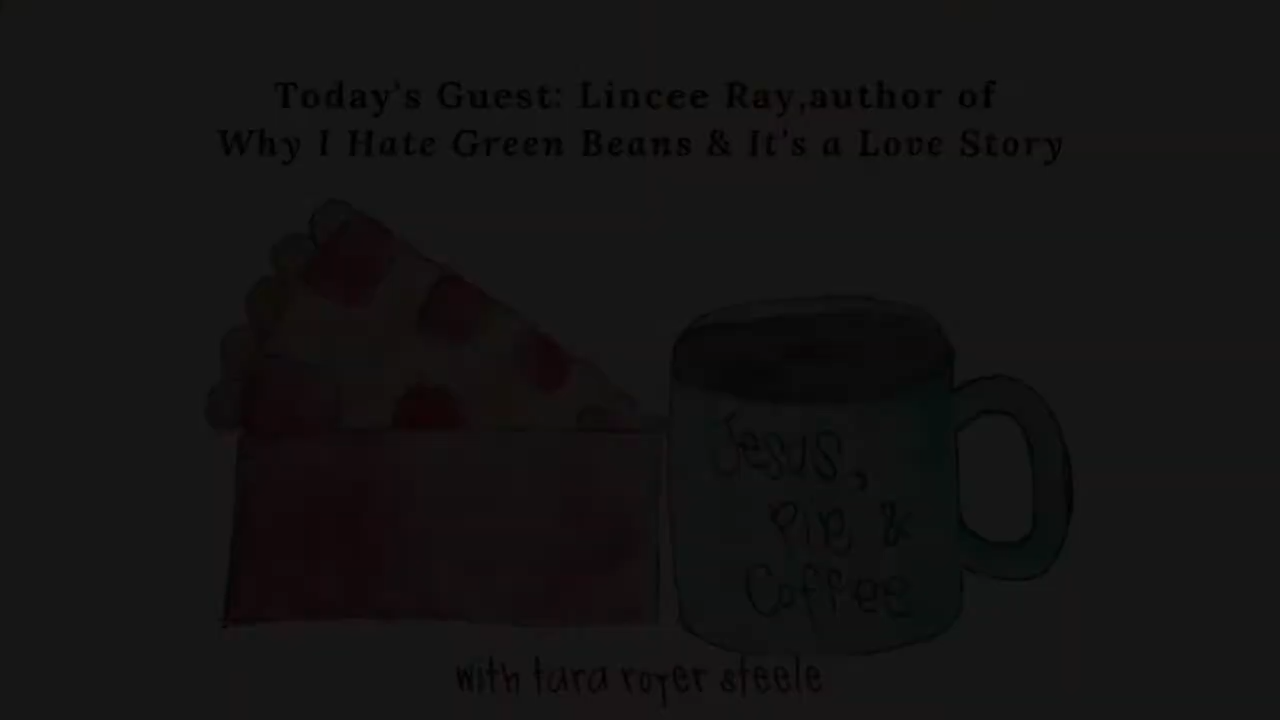 Today's Guest: Lincee Ray,author of
Why I Hate Green Beans & It's a Love Story
Jesus,
Pie &
Coffee
with tara royer steele